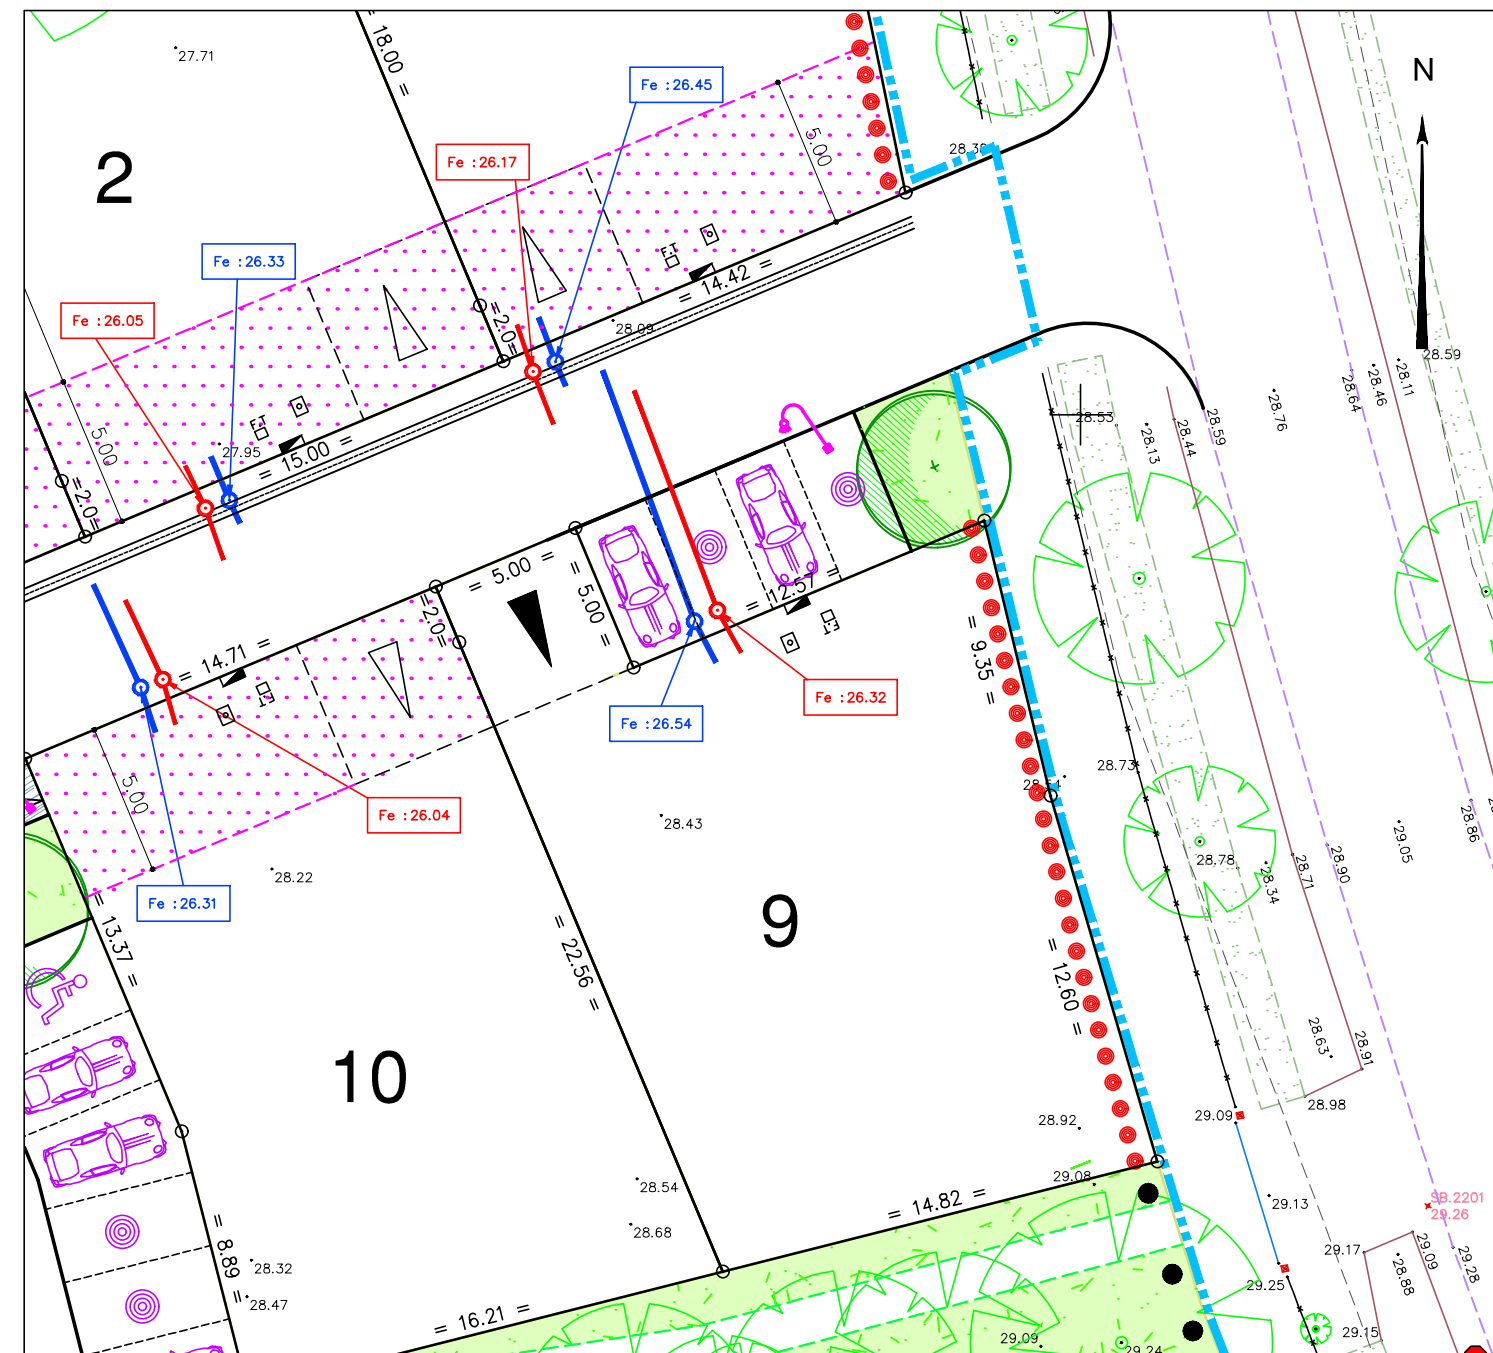 27.71
= 18.00 =
Fe :26.45
N
2
Fe :26.17
5.00
28.38
Fe :26.33
F.T
= 14.42 =
Fe :26.05
=2.0=
28.09
28.59
28.64
28.46
28.11
28.76
28.59
28.53
28.13
28.44
5.00
F.T
27.95
= 15.00 =
=2.0=
= 5.00 =
= 5.00 =
= 12.57 =
F.T
=2.0=
= 14.71 =
F.T
= 9.35 =
Fe :26.32
Fe :26.54
5.00
28.73
28.51
Fe :26.04
28.43
28.86
29.05
28.78
28.34
28.71
28.90
28.22
Fe :26.31
= 13.37 =
9
= 22.56 =
= 12.60 =
10
28.63
28.91
28.98
29.09
28.92
29.08
28.54
= 14.82 =
29.13
SB.2201
29.26
28.68
29.17
29.09
29.28
28.88
= 8.89 =
28.32
29.25
28.47
= 16.21 =
29.09
29.24
29.15